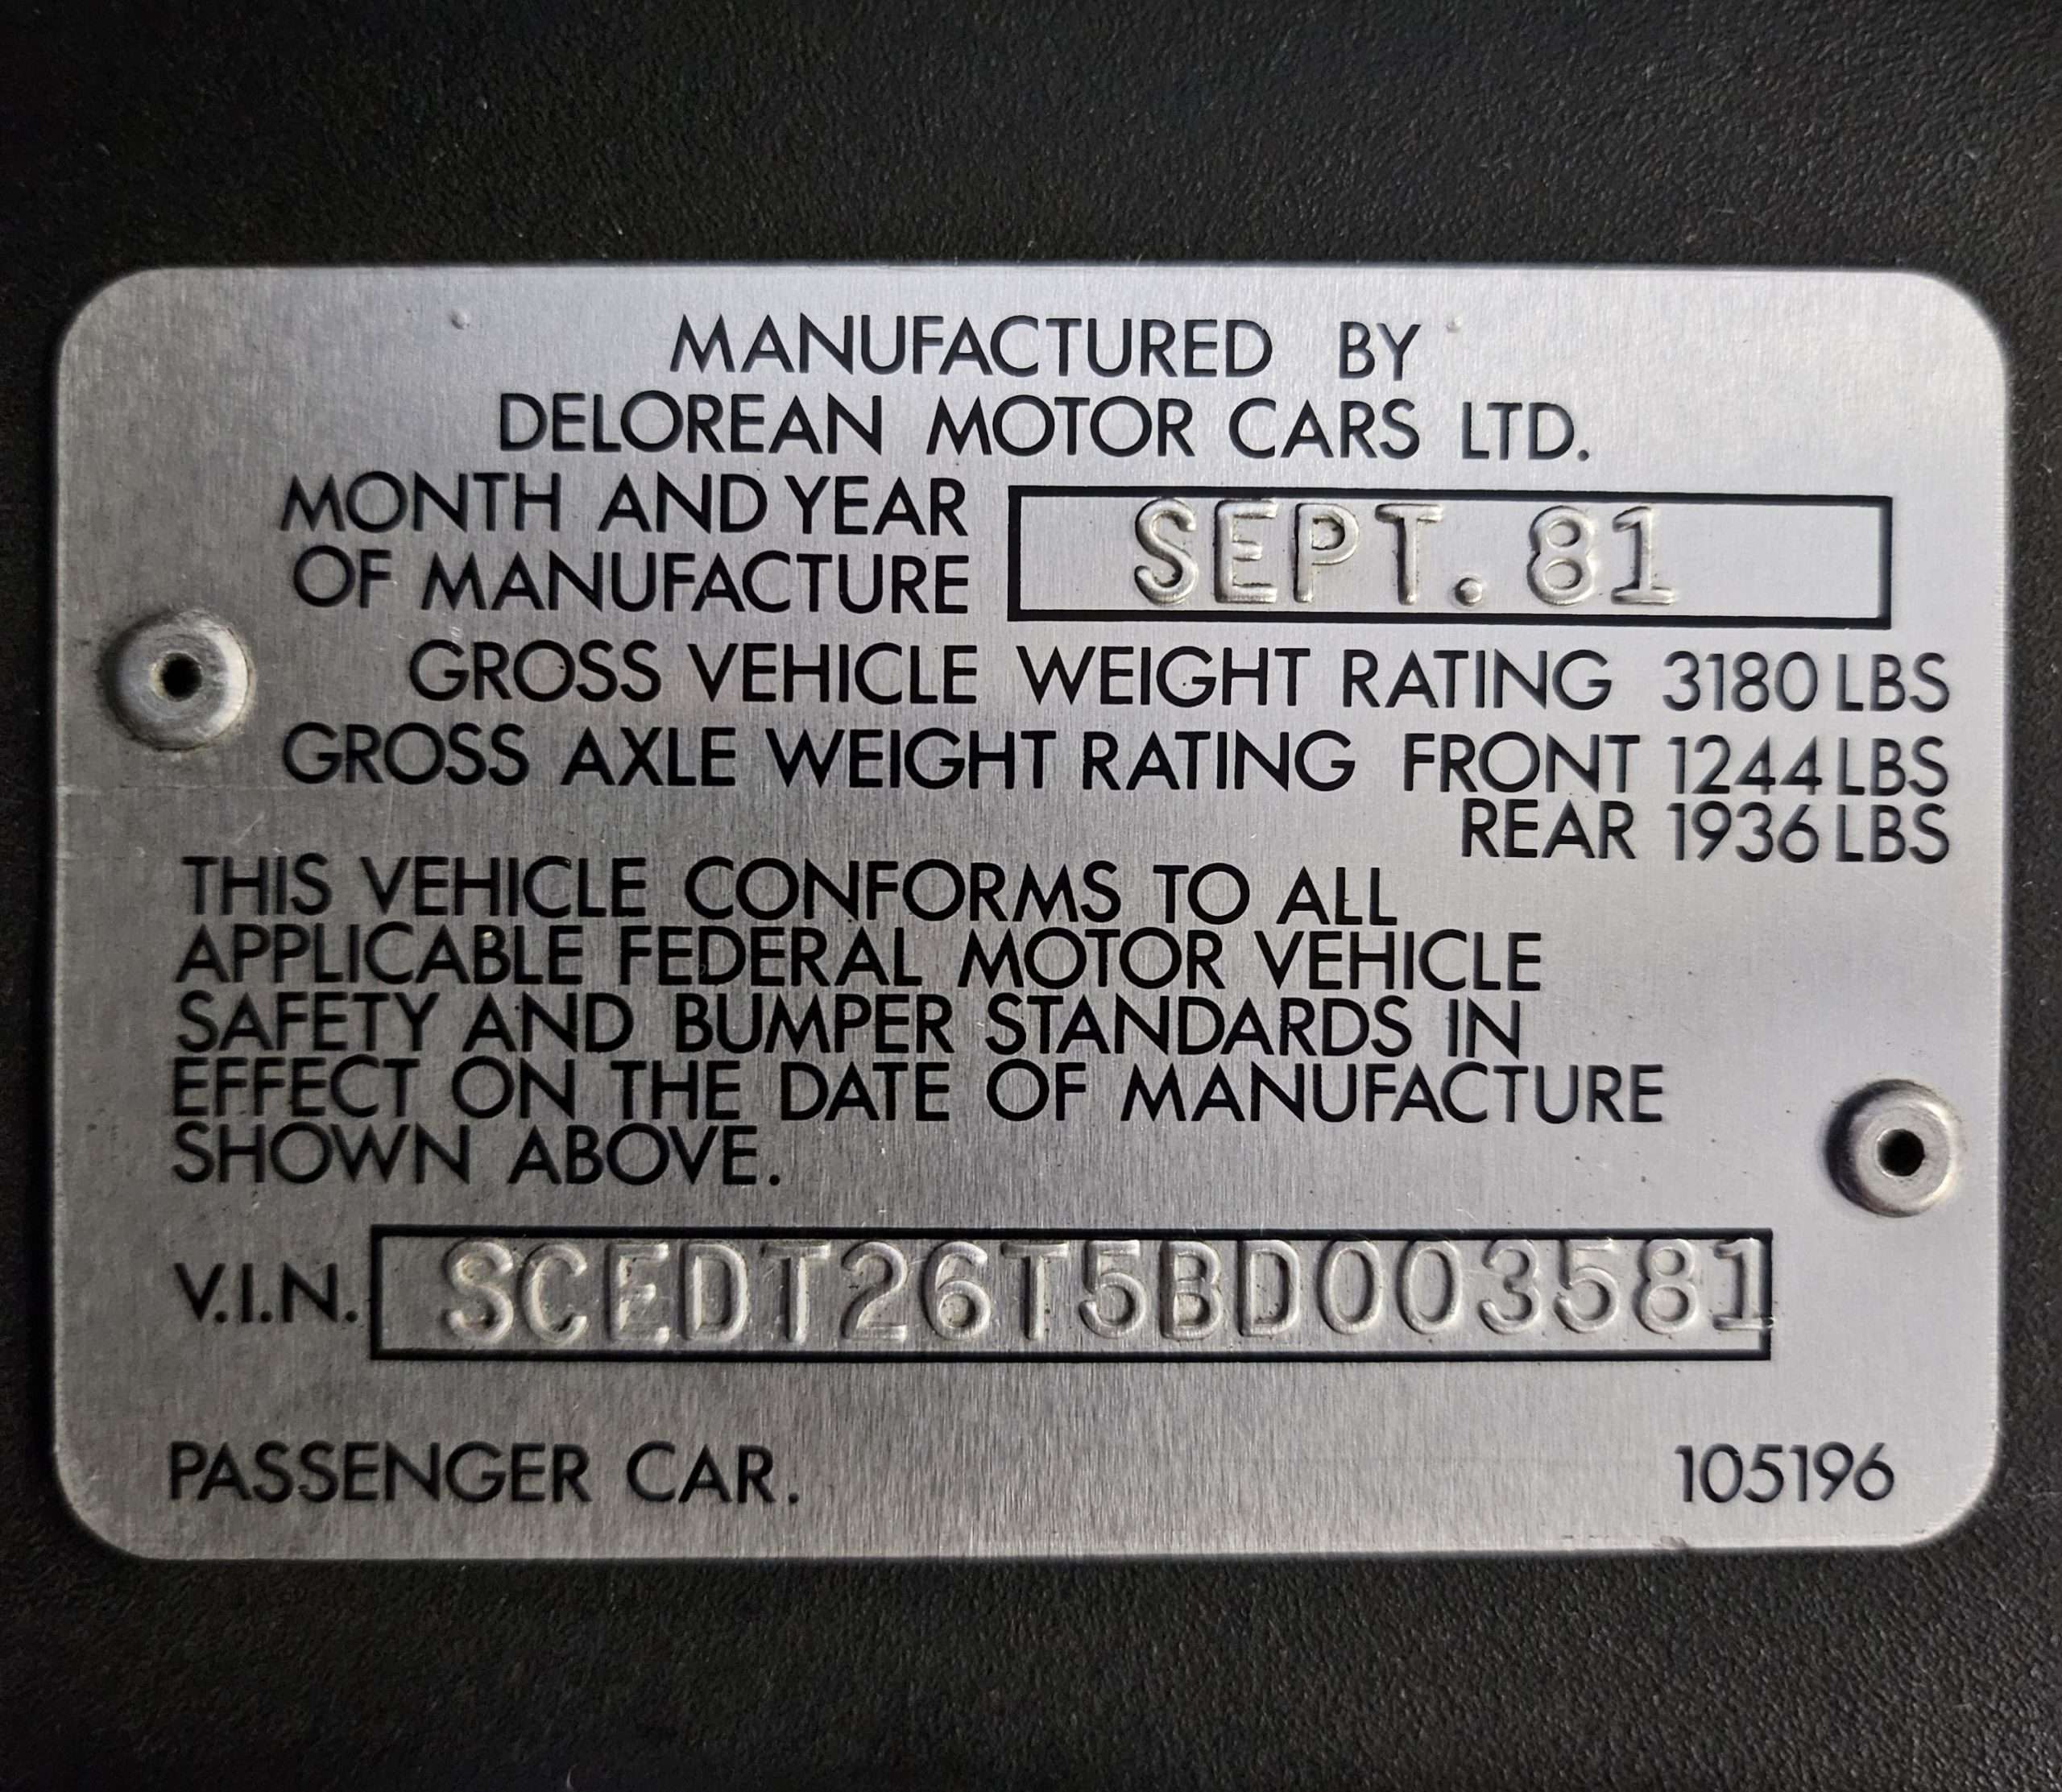 MANUFACTURED BY
DELOREAN MOTOR CARS LTD.
MONTH AND YEAR
OF MANUFACTURE SEPT. 81
GROSS VEHICLE WEIGHT RATING 3180 LBS
GROSS AXLE WEIGHT RATING FRONT 1244 LBS
REAR 1936 LBS
THIS VEHICLE CONFORMS TO ALL
APPLICABLE FEDERAL MOTOR VEHICLE
SAFETY AND BUMPER STANDARDS IN
EFFECT ON THE DATE OF MANUFACTURE
SHOWN ABOVE.
V.I.N. SCEDT26T5BD003581
PASSENGER CAR. 105196